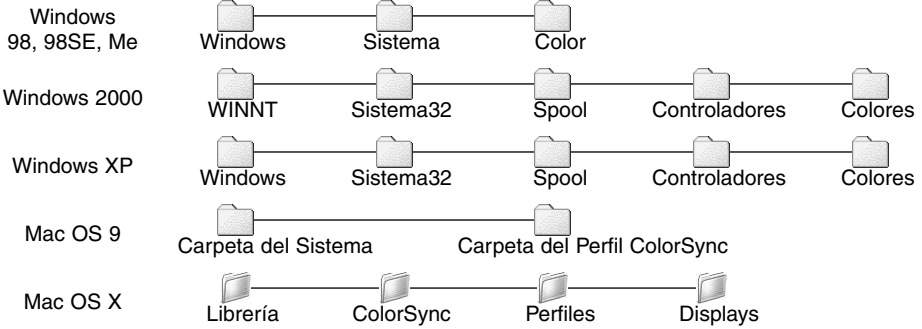 Windows
98, 98SE, Me
Windows Sistema Color
Windows 2000
WINNT Sistema32 Spool Controladores Colores
Windows XP
Windows Sistema32 Spool Controladores Colores
Mac OS 9
Carpeta del Sistema Carpeta del Perfil ColorSync
Mac OS X
Librería ColorSync Perfiles Displays